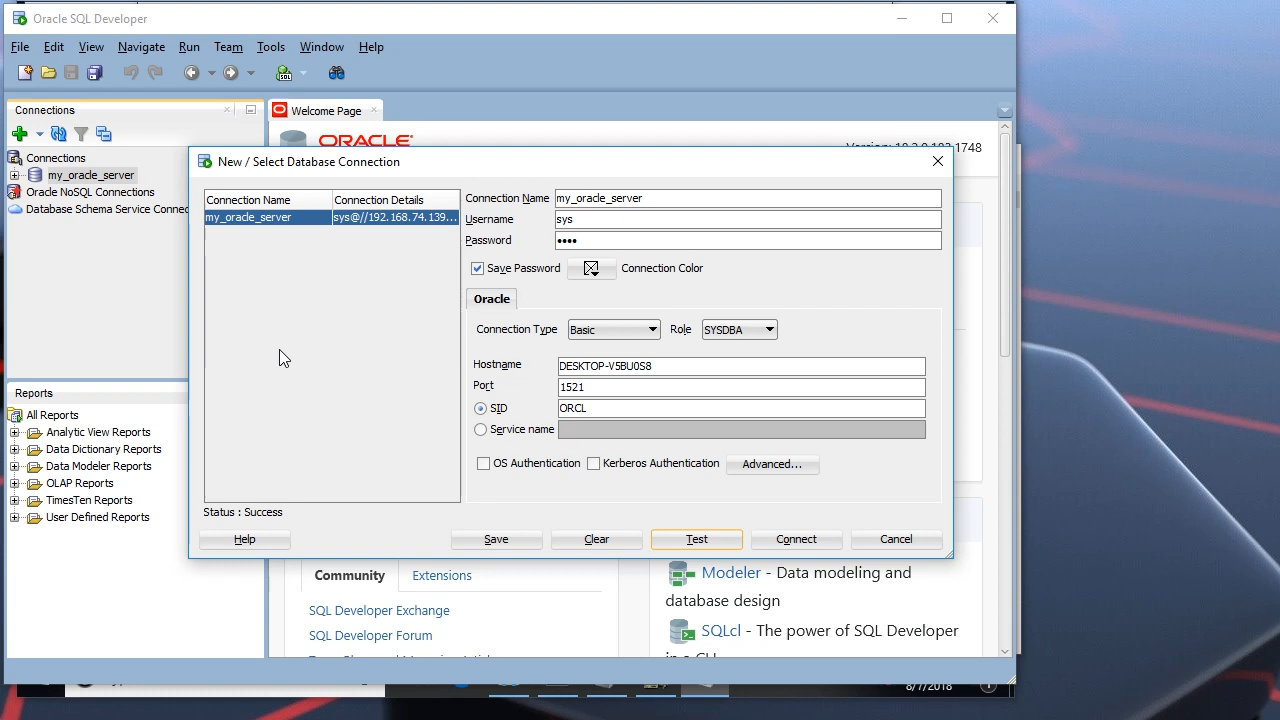 Oracle SQL Developer
File Edit View Navigate Run Team Tools Window Help
Connections
Welcome Page
Connections
my_oracle_server
Oracle NoSQL Connections
Database Schema Service Connec
ORACLE
1748
New / Select Database Connection
Connection Name Connection Details
my_oracle_server sys@//192.168.74.139...
Connection Name my_oracle_server
Username sys
Password ••••
Save Password Connection Color
Oracle
Connection Type Basic Role SYSDBA
Hostname DESKTOP-V5BU0S8
Port 1521
SID ORCL
Service name
OS Authentication Kerberos Authentication Advanced...
Status : Success
Help Save Clear Test Connect Cancel
Reports
All Reports
Analytic View Reports
Data Dictionary Reports
Data Modeler Reports
OLAP Reports
TimesTen Reports
User Defined Reports
Community Extensions
SQL Developer Exchange
SQL Developer Forum
Modeler - Data modeling and
database design
SQLcl - The power of SQL Developer
8/7/2018